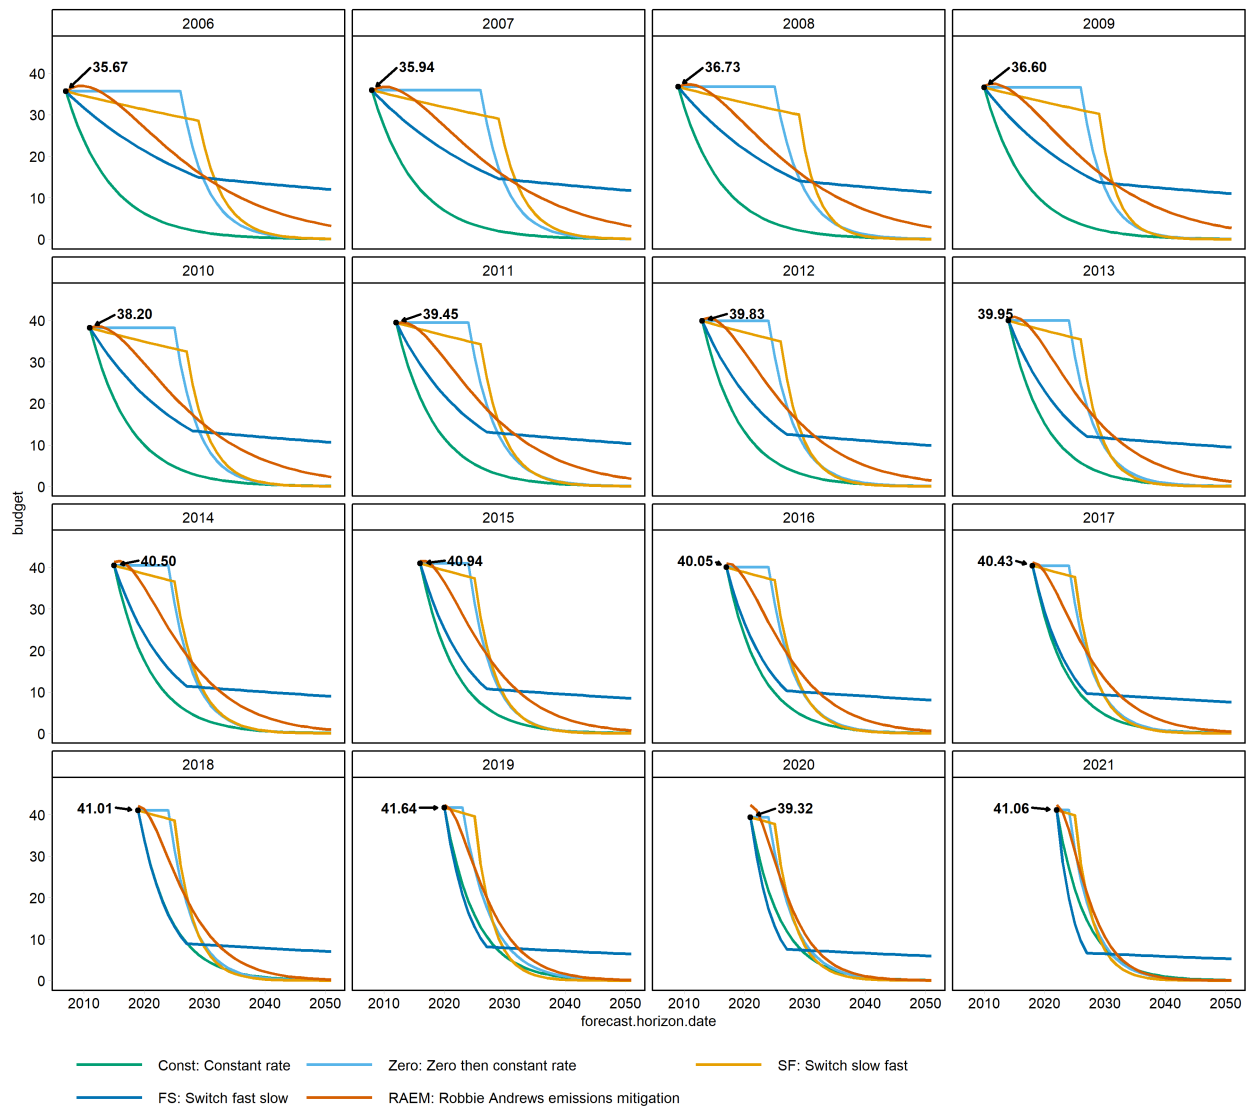 2006 2007 2008 2009
35.67 35.94 36.73 36.60
40
30
20
10
0
2010 2011 2012 2013
38.20 39.45 39.83 39.95
40
30
20
10
0
budget
2014 2015 2016 2017
40.50 40.94 40.05 40.43
40
30
20
10
0
2018 2019 2020 2021
41.01 41.64 39.32 41.06
40
30
20
10
0
2010 2020 2030 2040 2050 2010 2020 2030 2040 2050 2010 2020 2030 2040 2050 2010 2020 2030 2040 2050
forecast.horizon.date
Const: Constant rate Zero: Zero then constant rate SF: Switch slow fast
FS: Switch fast slow RAEM: Robbie Andrews emissions mitigation